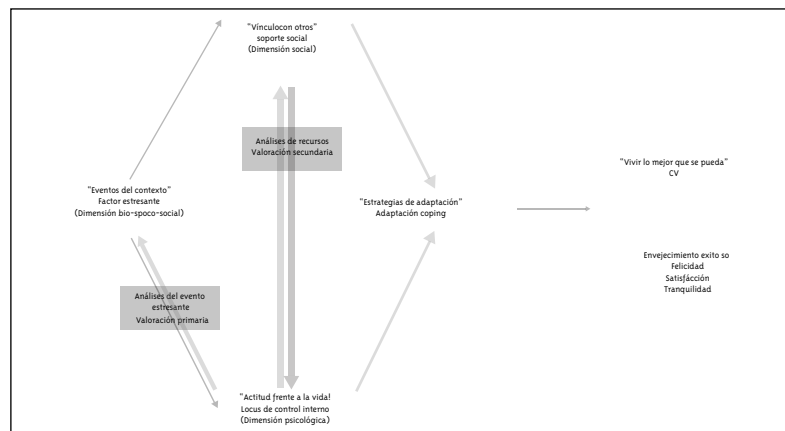 "Vínculocon otros"
soporte social
(Dimensión social)
Análises de recursos
Valoración secundaria
"Eventos del contexto"
Factor estresante
(Dimensión bio-spoco-social)
"Estrategias de adaptación"
Adaptación coping
"Vivir lo mejor que se pueda"
CV
Envejecimiento exito so
Felicidad
Satisfácción
Tranquilidad
Análises del evento
estresante
Valoración primaria
"Actitud frente a la vida!
Locus de control interno
(Dimensión psicológica)